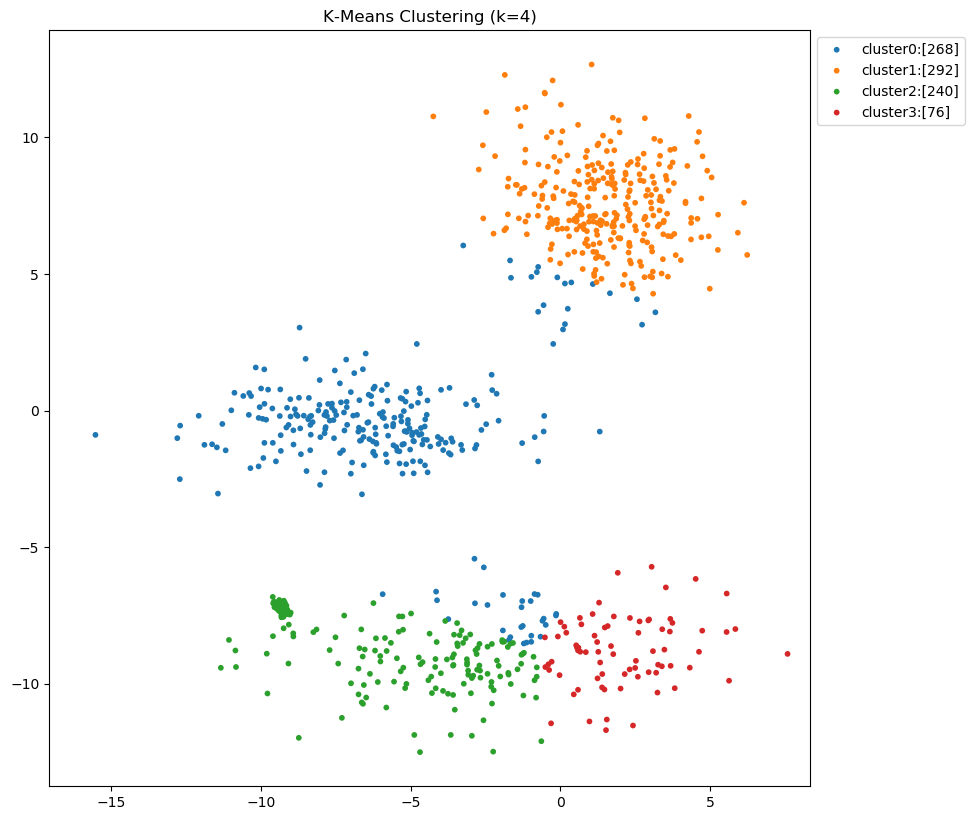 K-Means Clustering (k=4)
cluster0:[268]
cluster1:[292]
cluster2:[240]
cluster3:[76]
10
5
0
−5
−10
−15
−10
−5
0
5